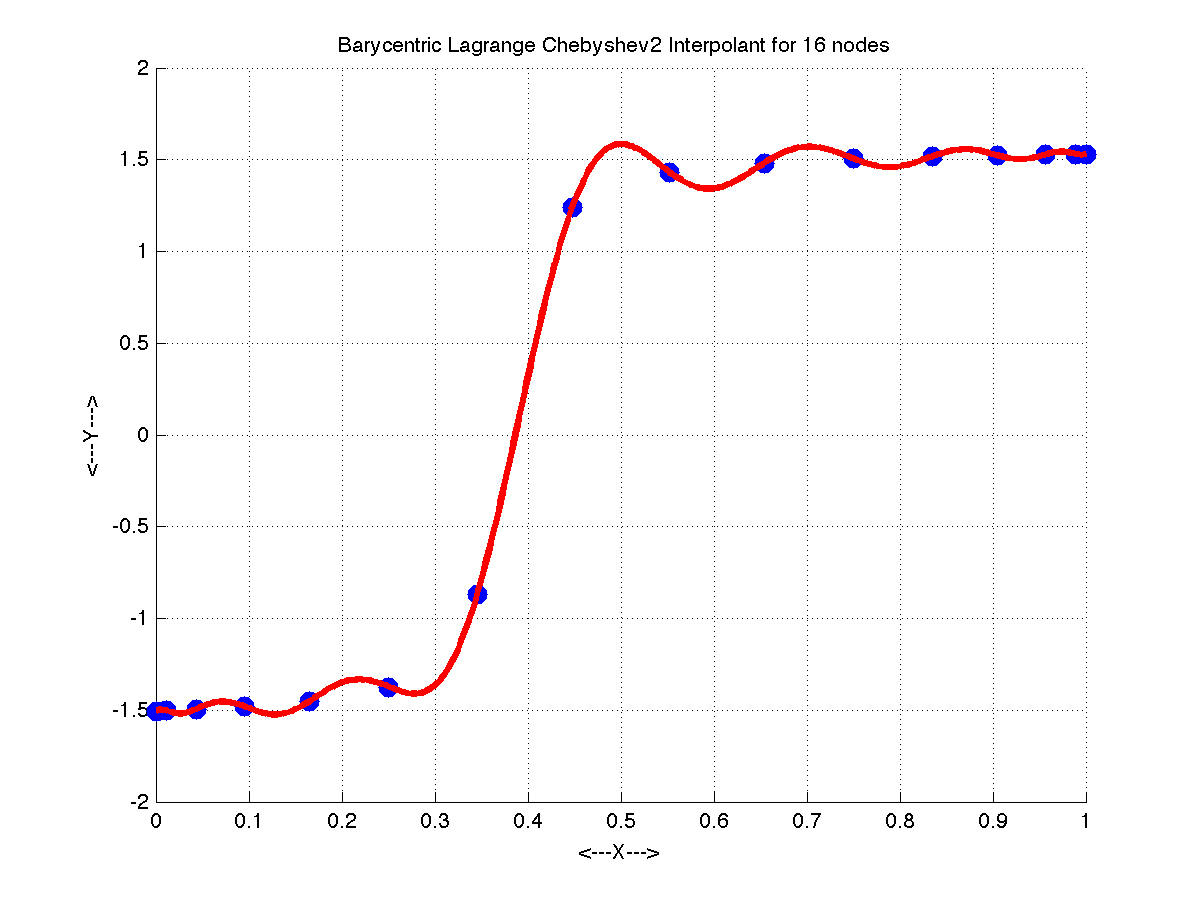 Barycentric Lagrange Chebyshev2 Interpolant for 16 nodes
2
1.5
1
0.5
0
-0.5
-1
-1.5
-2
<---Y--->
0 0.1 0.2 0.3 0.4 0.5 0.6 0.7 0.8 0.9 1
<---X--->